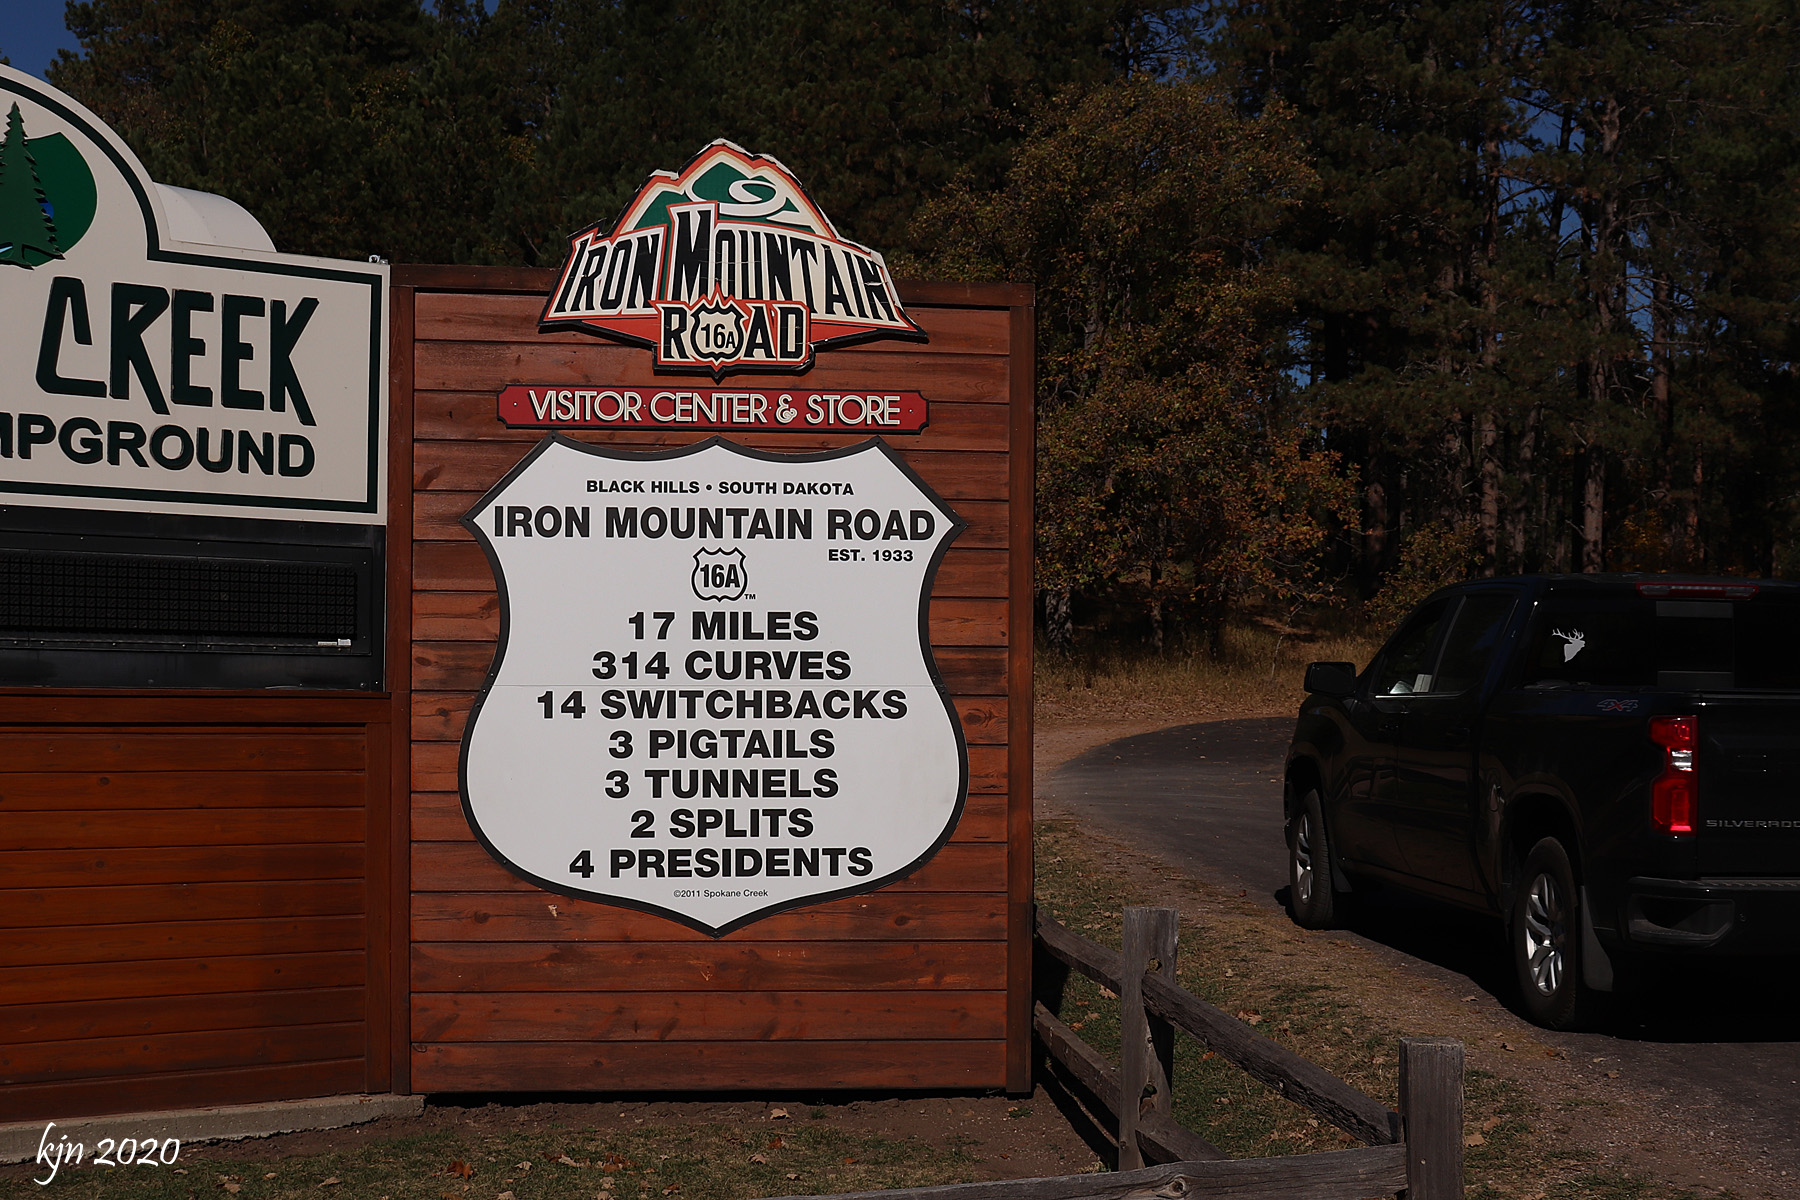 CREEK
MPGROUND
IRON MOUNTAIN
ROAD
16A
VISITOR CENTER & STORE
BLACK HILLS • SOUTH DAKOTA
IRON MOUNTAIN ROAD
EST. 1933
16A
TM
17 MILES
314 CURVES
14 SWITCHBACKS
3 PIGTAILS
3 TUNNELS
2 SPLITS
4 PRESIDENTS
©2011 Spokane Creek
4x4
SILVERADO
kjn 2020